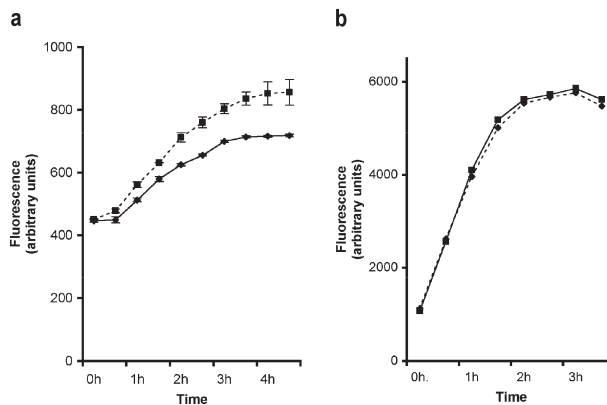 a
1000
800
600
400
200
0
0h 1h 2h 3h 4h
Time
Fluorescence
(arbitrary units)
b
6000
4000
2000
0
0h. 1h 2h 3h
Time
Fluorescence
(arbitrary units)